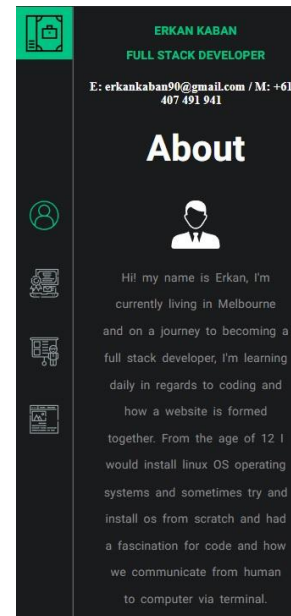 ERKAN KABAN
FULL STACK DEVELOPER
E: erkankaban90@gmail.com / M: +61
407 491 941
About
Hi! my name is Erkan, I'm
currently living in Melbourne
and on a journey to becoming a
full stack developer, I'm learning
daily in regards to coding and
how a website is formed
together. From the age of 12 I
would install linux OS operating
systems and sometimes try and
install os from scratch and had
a fascination for code and how
we communicate from human
to computer via terminal.